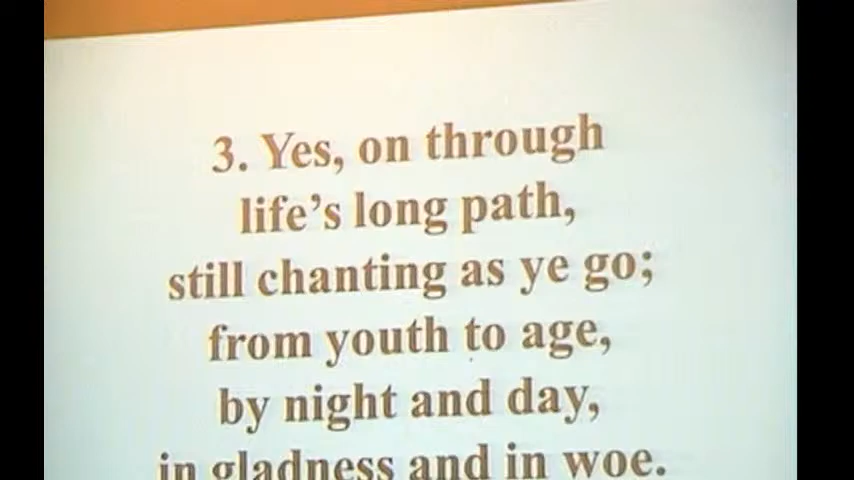 3. Yes, on through
life’s long path,
still chanting as ye go;
from youth to age,
by night and day,
in gladness and in woe.